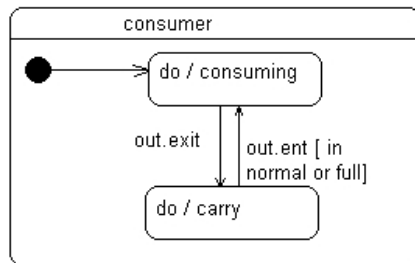 consumer
do / consuming
out.exit
out.ent [ in
normal or full]
do / carry